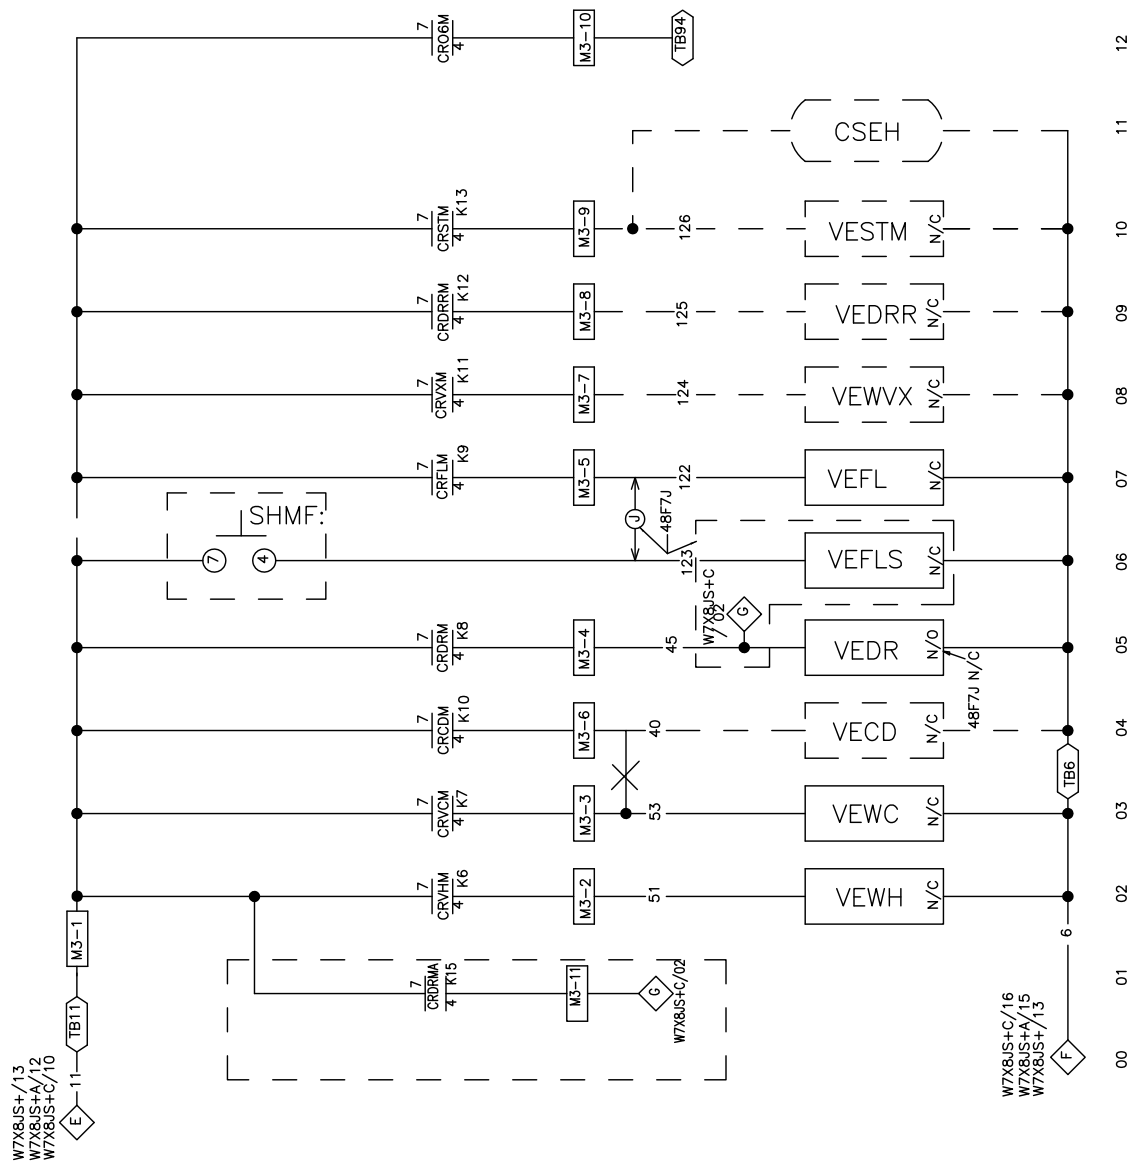 7
CR06M
4
M3-10
TB94
12
CSEH
11
7
CRSTM
4
K13
M3-9
126
VESTM
N/C
10
7
CRDRRM
4
K12
M3-8
125
VEDRR
N/C
09
7
CRVXM
4
K11
M3-7
124
VEWVX
N/C
08
7
CRFLM
4
K9
M3-5
122
VEFL
N/C
07
SHMF:
7
4
J
48F7J
123
VEFLS
N/C
06
W7X8JS+C
/02
G
7
CRDRM
4
K8
M3-4
45
VEDR
N/O
48F7J N/C
05
7
CRCDM
4
K10
M3-6
40
VECD
N/C
04
TB6
7
CRVCM
4
K7
M3-3
53
VEWC
N/C
03
7
CRVHM
4
K6
M3-2
51
VEWH
N/C
02
M3-1
6
7
CRDRMA
4
K15
M3-11
G
W7X8JS+C/02
01
TB11
11
E
W7X8JS+/13
W7X8JS+A/12
W7X8JS+C/10
W7X8JS+C/16
W7X8JS+A/15
W7X8JS+/13
F
00